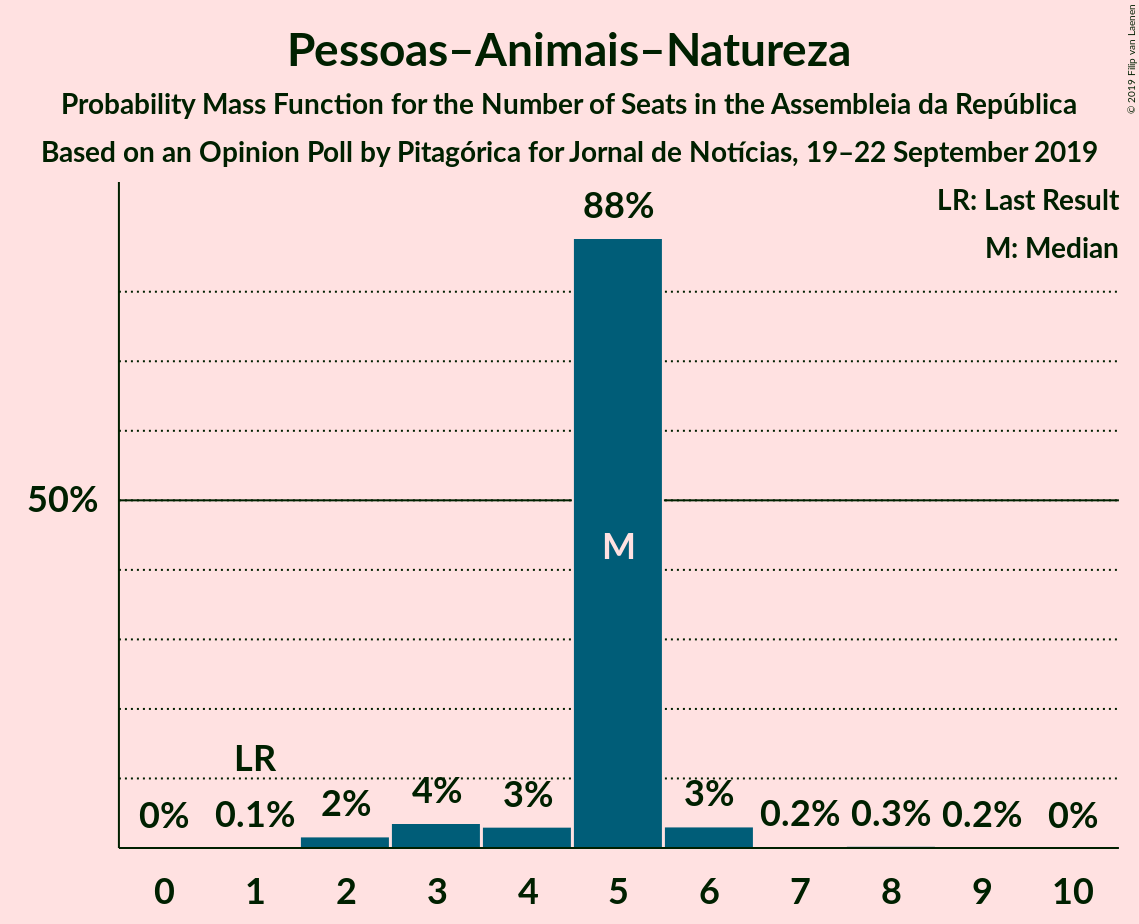 Pessoas–Animais–Natureza
Probability Mass Function for the Number of Seats in the Assembleia da República
Based on an Opinion Poll by Pitagórica for Jornal de Notícias, 19–22 September 2019
© 2019 Filip van Laenen
LR: Last Result
M: Median
88%
50%
M
LR
0% 0.1% 2% 4% 3% 3% 0.2% 0.3% 0.2% 0%
0 1 2 3 4 5 6 7 8 9 10